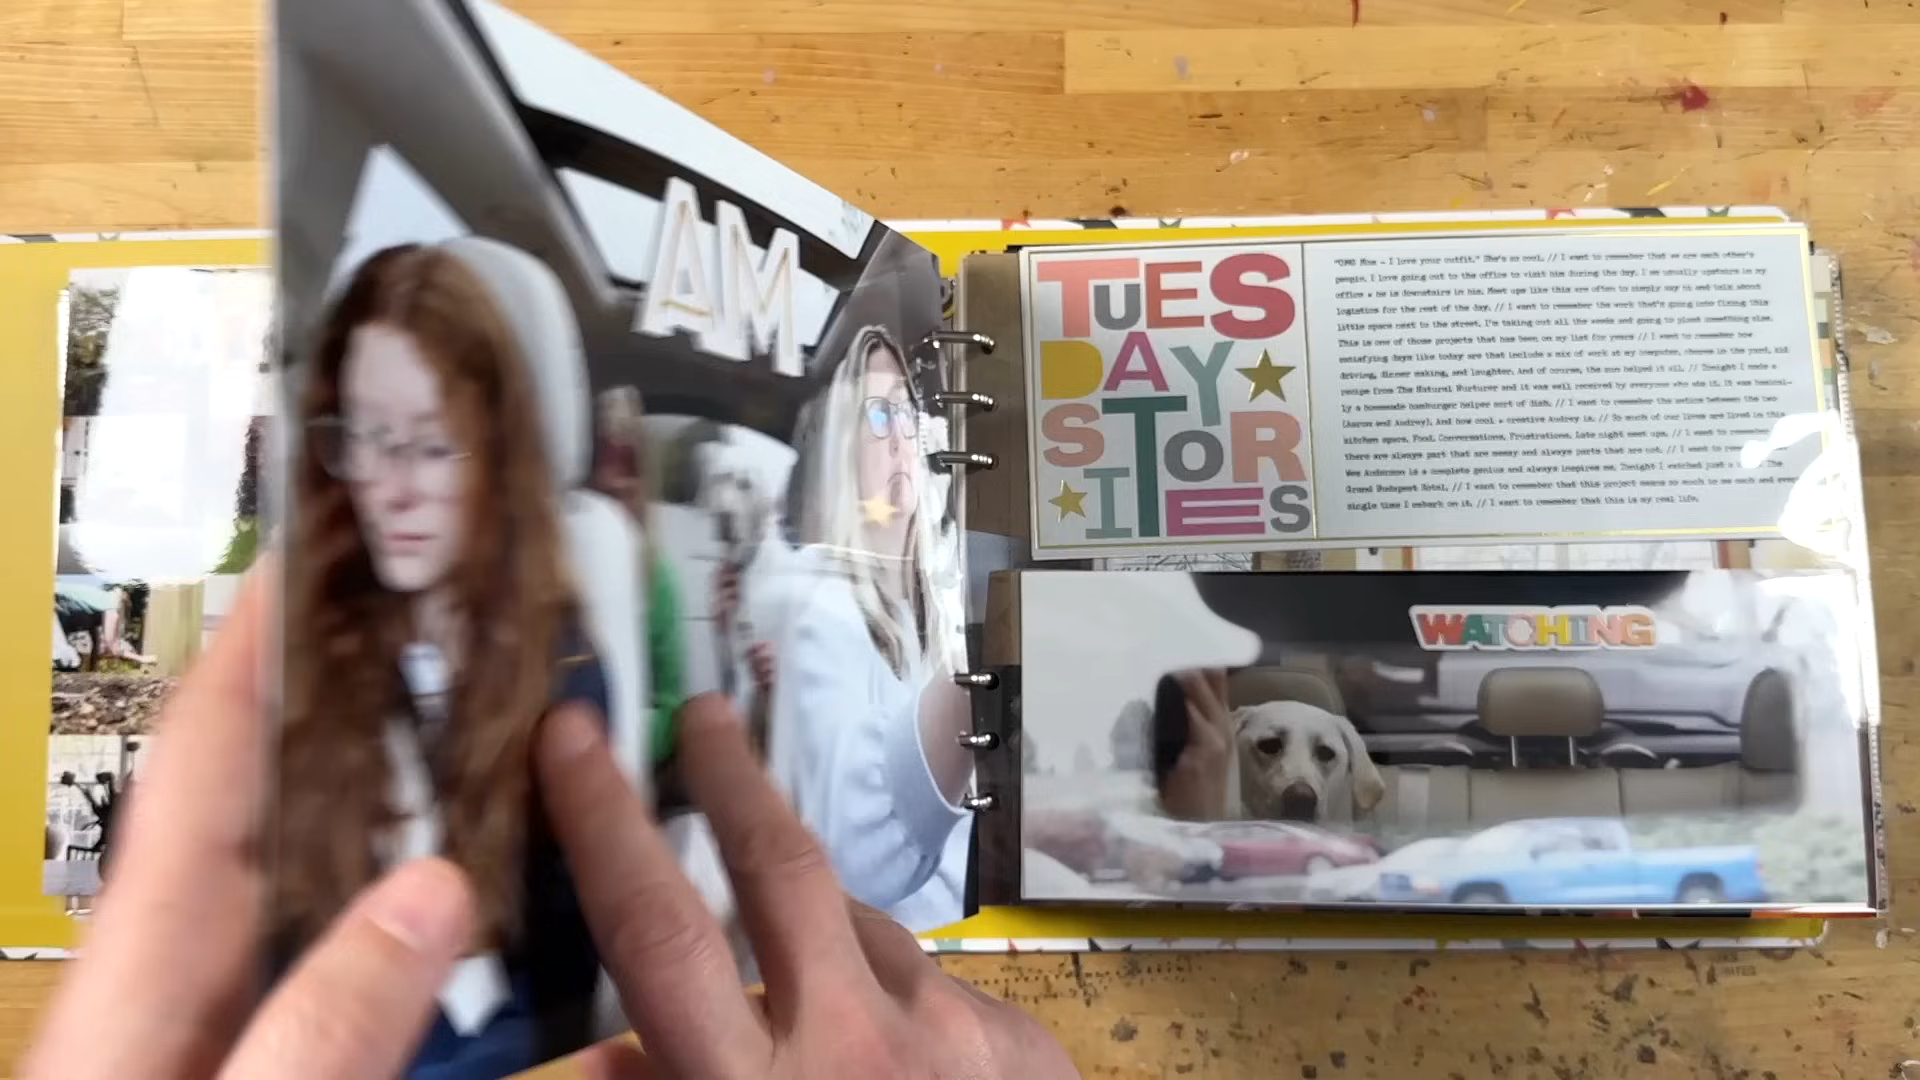 AM
TUES
DAY
STOR
IES
"OMG Mom - I love your outfit." She's so cool. // I want to remember that we are each other's
people. I love going out to the office to visit him during the day. I am usually upstairs in my
office + he is downstairs in his. Meet ups like this are often to simply say hi and talk about
logistics for the rest of the day. // I want to remember the work that's going into fixing this
little space next to the street. I'm taking out all the weeds and going to plant something else.
This is one of those projects that has been on my list for years // I want to remember how
satisfying days like today are that include a mix of work at my computer, chores in the yard, kid
driving, dinner making, and laughter. And of course, the sun helped it all. // Tonight I made a
recipe from The Natural Nurturer and it was well received by everyone who ate it. It was basical-
ly a homemade hamburger helper sort of dish. // I want to remember the antics between the two
(Aaron and Audrey). And how cool + creative Audrey is. // So much of our lives are lived in this
kitchen space. Food. Conversations. Frustrations. Late night meet ups. // I want to remember
there are always part that are messy and always parts that are not. // I want to
Wes Anderson is a complete genius and always inspires me. Tonight I watched just a The
Grand Budapest Hotel. // I want to remember that this project means so much to me each and every
single time I embark on it. // I want to remember that this is my real life.
WATCHING